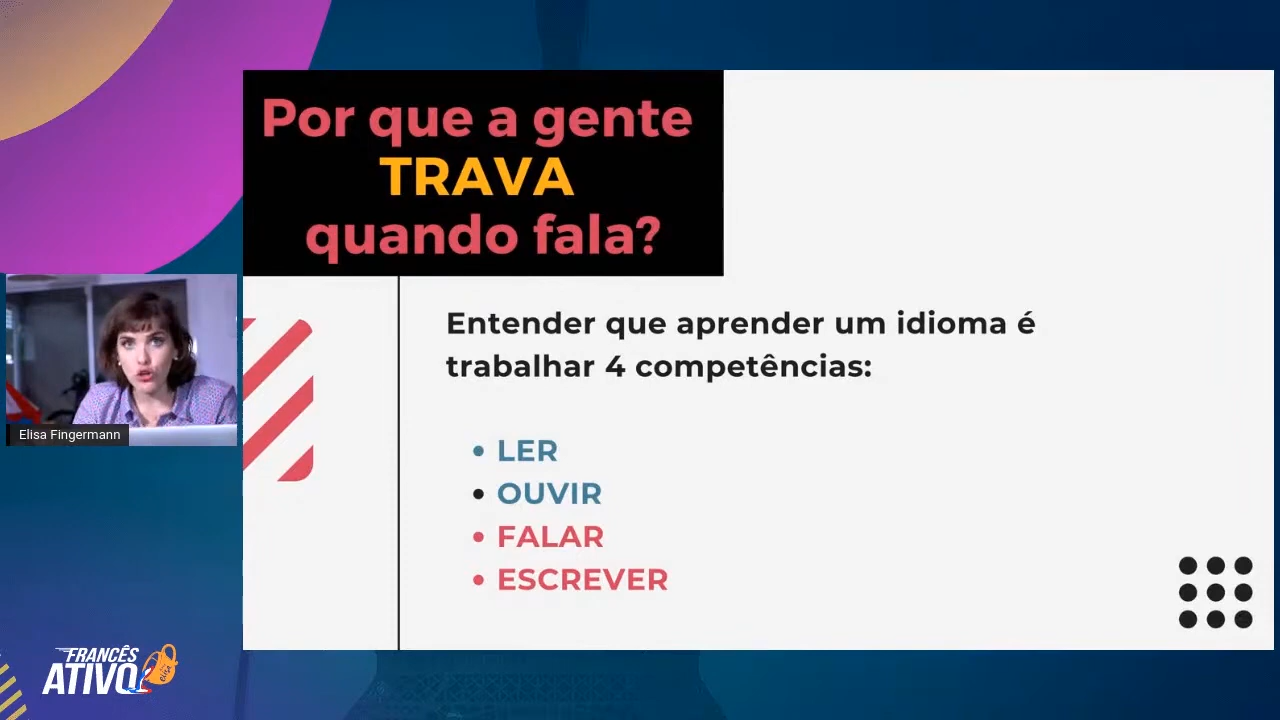 Por que a gente
TRAVA
quando fala?
Entender que aprender um idioma é
trabalhar 4 competências:
• LER
• OUVIR
• FALAR
• ESCREVER
Elisa Fingermann
FRANCÊS
ATIVO